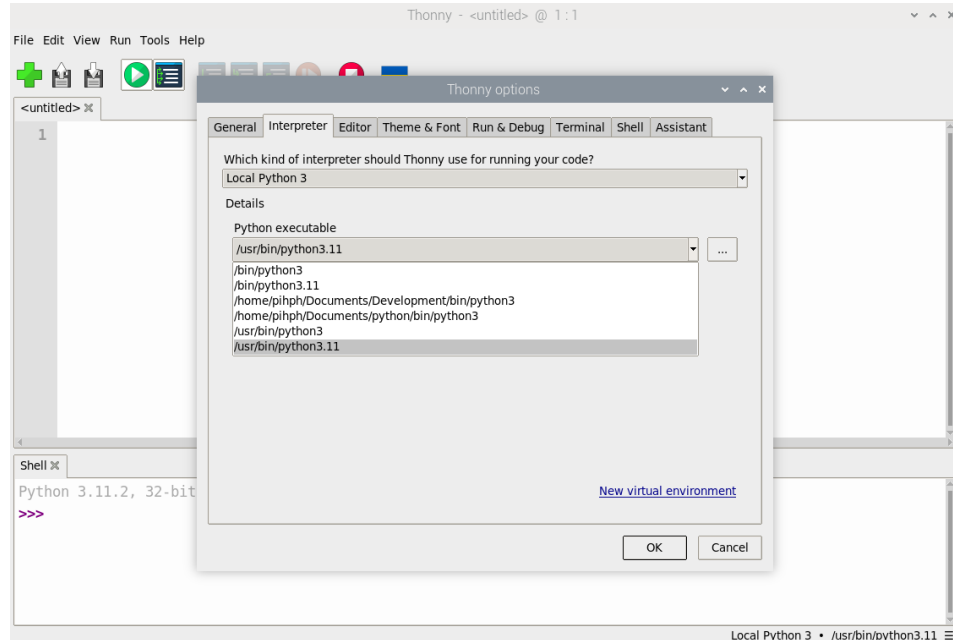 Thonny - <untitled> @ 1:1
File Edit View Run Tools Help
<untitled>
Thonny options
General Interpreter Editor Theme & Font Run & Debug Terminal Shell Assistant
1
Which kind of interpreter should Thonny use for running your code?
Local Python 3
Details
Python executable
/usr/bin/python3.11
...
/bin/python3
/bin/python3.11
/home/pihph/Documents/Development/bin/python3
/home/pihph/Documents/python/bin/python3
/usr/bin/python3
/usr/bin/python3.11
New virtual environment
OK Cancel
Shell
Python 3.11.2, 32-bit
>>>
Local Python 3 • /usr/bin/python3.11 ☰